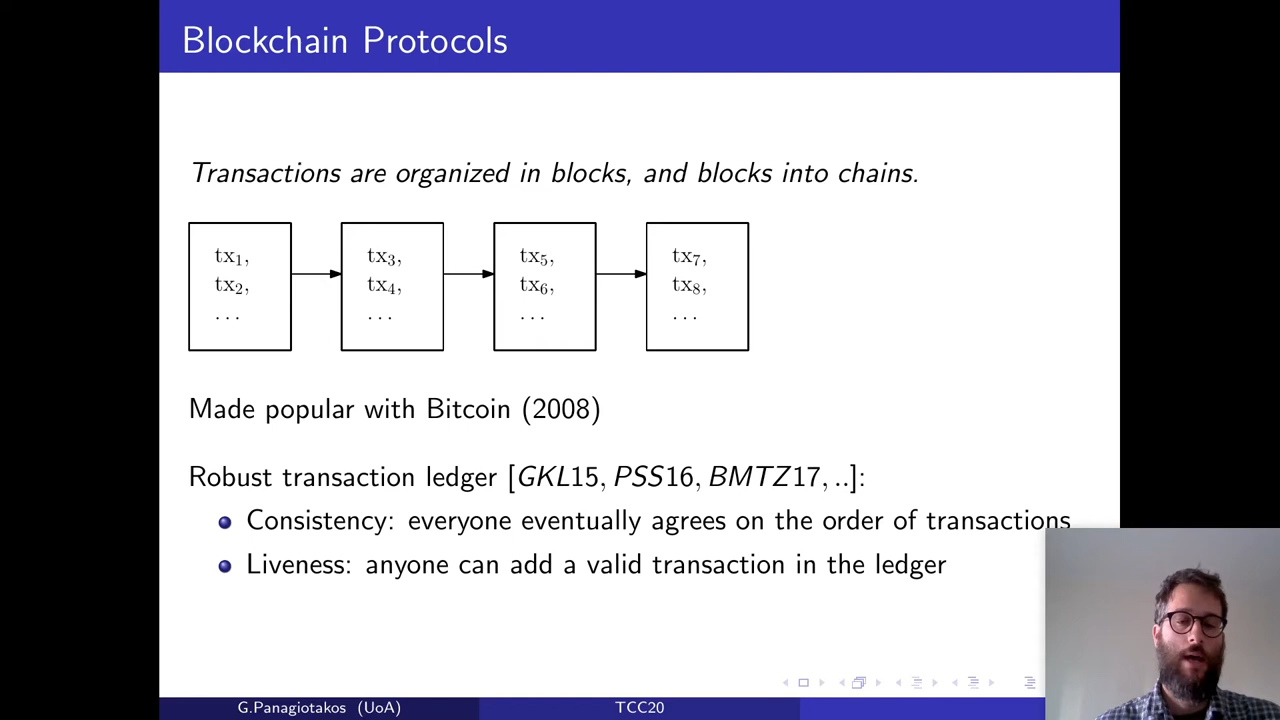 Blockchain Protocols
Transactions are organized in blocks, and blocks into chains.
tx₁, tx₃, tx₅, tx₇,
tx₂, tx₄, tx₆, tx₈,
... ... ... ...
Made popular with Bitcoin (2008)
Robust transaction ledger [GKL15, PSS16, BMTZ17, ..]:
Consistency: everyone eventually agrees on the order of transactions
Liveness: anyone can add a valid transaction in the ledger
G.Panagiotakos (UoA) TCC20